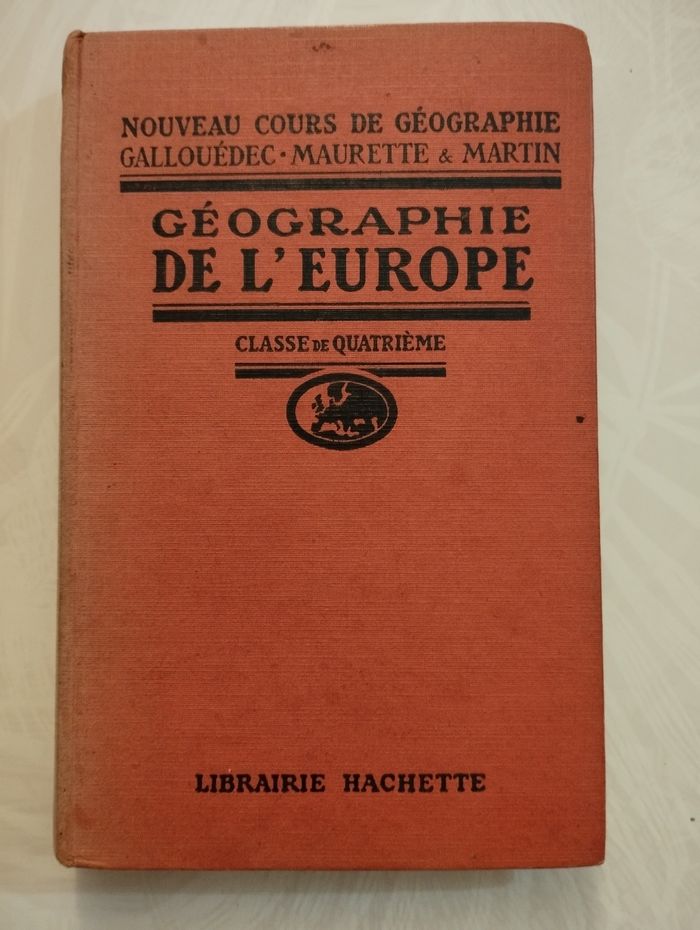 NOUVEAU COURS DE GÉOGRAPHIE
GALLOUÉDEC · MAURETTE & MARTIN
GÉOGRAPHIE
DE L'EUROPE
CLASSE DE QUATRIÈME
LIBRAIRIE HACHETTE